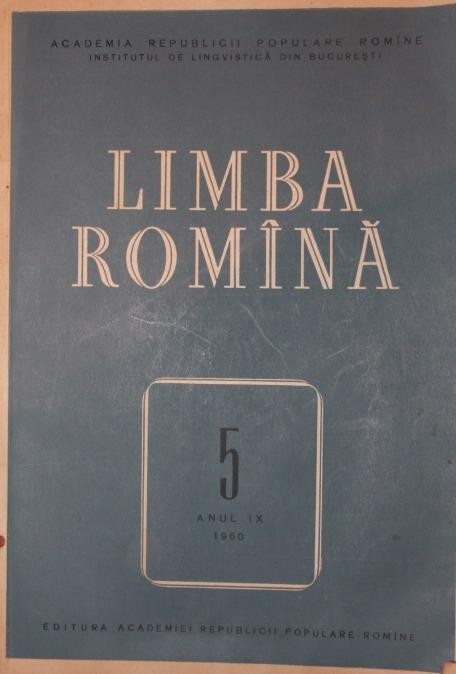 ACADEMIA REPUBLICII POPULARE ROMÎNE
INSTITUTUL DE LINGVISTICĂ DIN BUCUREȘTI
LIMBA
ROMÎNĂ
5
ANUL IX
1960
EDITURA ACADEMIEI REPUBLICII POPULARE ROMÎNE